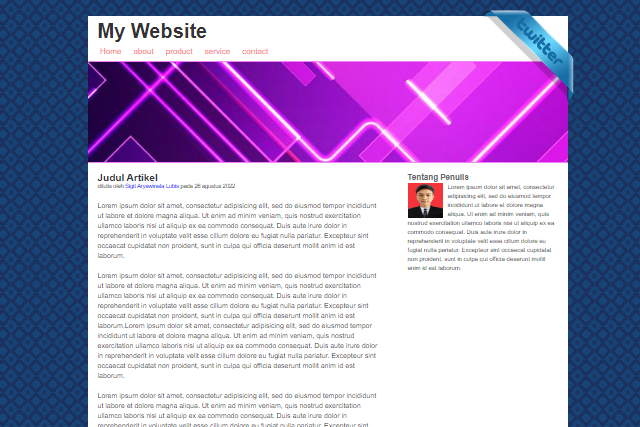 My Website
twitter
Home about product service contact
Judul Artikel
ditulis oleh Sigit Aryawinata Lubis pada 28 agustus 2022
Lorem ipsum dolor sit amet, consectetur adipisicing elit, sed do eiusmod tempor incididunt
ut labore et dolore magna aliqua. Ut enim ad minim veniam, quis nostrud exercitation
ullamco laboris nisi ut aliquip ex ea commodo consequat. Duis aute irure dolor in
reprehenderit in voluptate velit esse cillum dolore eu fugiat nulla pariatur. Excepteur sint
occaecat cupidatat non proident, sunt in culpa qui officia deserunt mollit anim id est
laborum.
Lorem ipsum dolor sit amet, consectetur adipisicing elit, sed do eiusmod tempor incididunt
ut labore et dolore magna aliqua. Ut enim ad minim veniam, quis nostrud exercitation
ullamco laboris nisi ut aliquip ex ea commodo consequat. Duis aute irure dolor in
reprehenderit in voluptate velit esse cillum dolore eu fugiat nulla pariatur. Excepteur sint
occaecat cupidatat non proident, sunt in culpa qui officia deserunt mollit anim id est
laborum.Lorem ipsum dolor sit amet, consectetur adipisicing elit, sed do eiusmod tempor
incididunt ut labore et dolore magna aliqua. Ut enim ad minim veniam, quis nostrud
exercitation ullamco laboris nisi ut aliquip ex ea commodo consequat. Duis aute irure dolor
in reprehenderit in voluptate velit esse cillum dolore eu fugiat nulla pariatur. Excepteur sint
occaecat cupidatat non proident, sunt in culpa qui officia deserunt mollit anim id est
laborum.
Lorem ipsum dolor sit amet, consectetur adipisicing elit, sed do eiusmod tempor incididunt
ut labore et dolore magna aliqua. Ut enim ad minim veniam, quis nostrud exercitation
ullamco laboris nisi ut aliquip ex ea commodo consequat. Duis aute irure dolor in
reprehenderit in voluptate velit esse cillum dolore eu fugiat nulla pariatur. Excepteur sint
Tentang Penulis
Lorem ipsum dolor sit amet, consectetur
adipisicing elit, sed do eiusmod tempor
incididunt ut labore et dolore magna
aliqua. Ut enim ad minim veniam, quis
nostrud exercitation ullamco laboris nisi ut aliquip ex ea
commodo consequat. Duis aute irure dolor in
reprehenderit in voluptate velit esse cillum dolore eu
fugiat nulla pariatur. Excepteur sint occaecat cupidatat
non proident, sunt in culpa qui officia deserunt mollit
anim id est laborum.